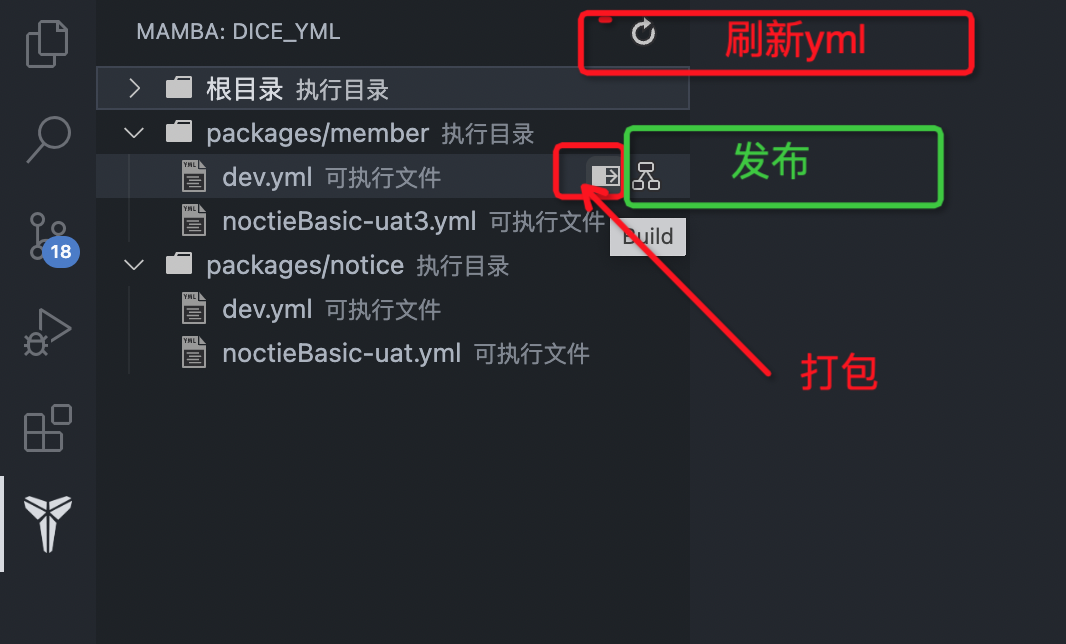 MAMBA: DICE_YML
刷新yml
根目录 执行目录
packages/member 执行目录
YML dev.yml 可执行文件
发布
YML noctieBasic-uat3.yml 可执行文件
Build
18
packages/notice 执行目录
YML dev.yml 可执行文件
YML noctieBasic-uat.yml 可执行文件
打包